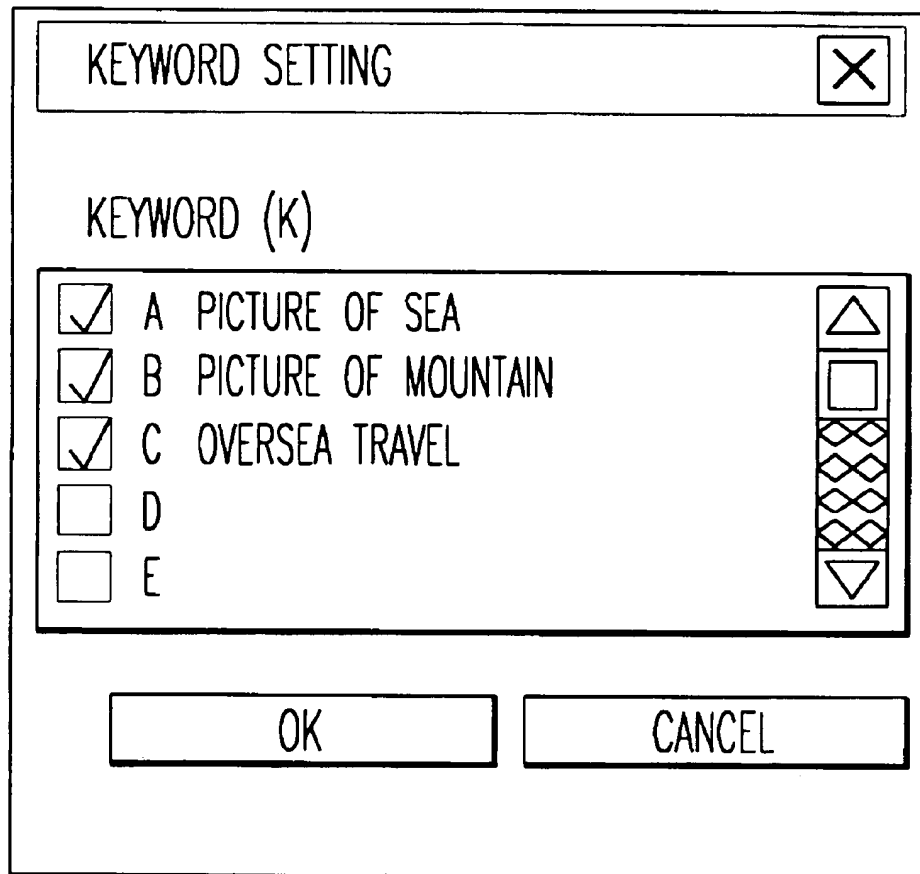 KEYWORD SETTING
KEYWORD (K)
A PICTURE OF SEA
B PICTURE OF MOUNTAIN
C OVERSEA TRAVEL
D
E
OK CANCEL